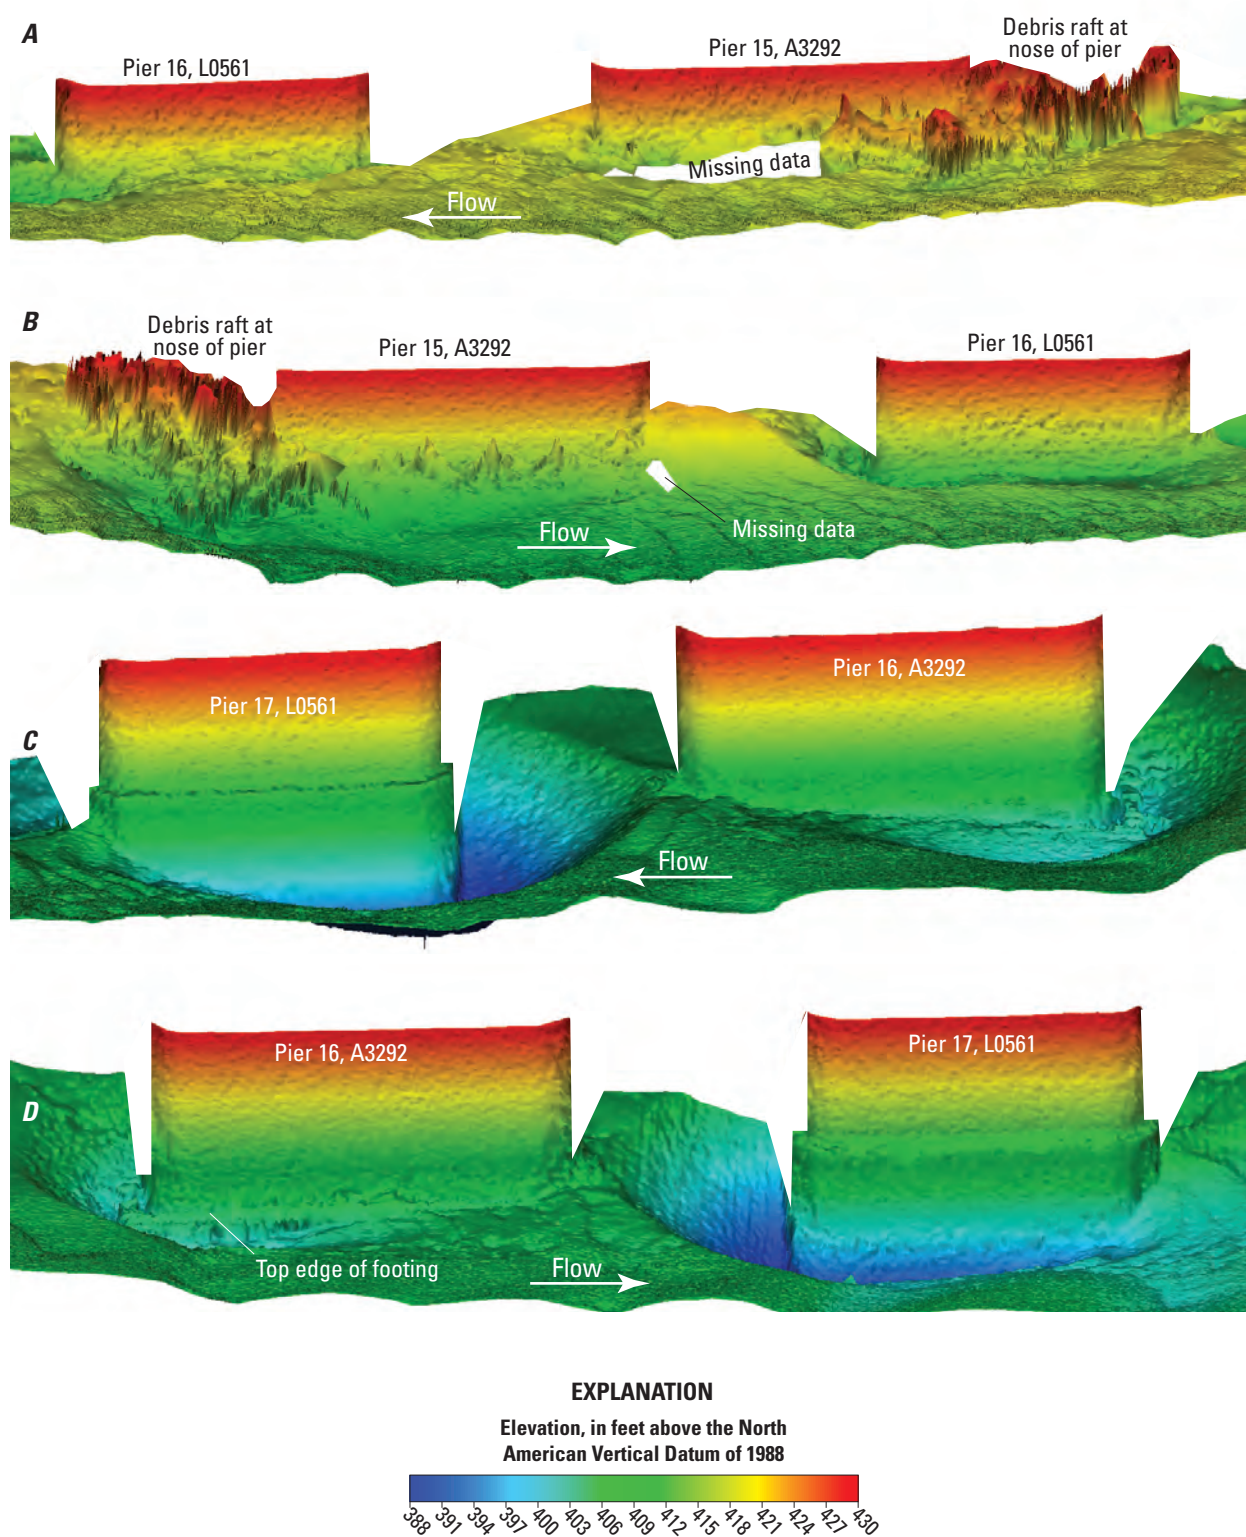 A
Pier 16, L0561
Pier 15, A3292
Debris raft at
nose of pier
Missing data
Flow
B
Debris raft at
nose of pier
Pier 15, A3292
Pier 16, L0561
Flow
Missing data
C
Pier 17, L0561
Pier 16, A3292
Flow
D
Pier 16, A3292
Pier 17, L0561
Top edge of footing
Flow
EXPLANATION
Elevation, in feet above the North
American Vertical Datum of 1988
388 391 394 397 400 403 406 409 412 415 418 421 424 427 430